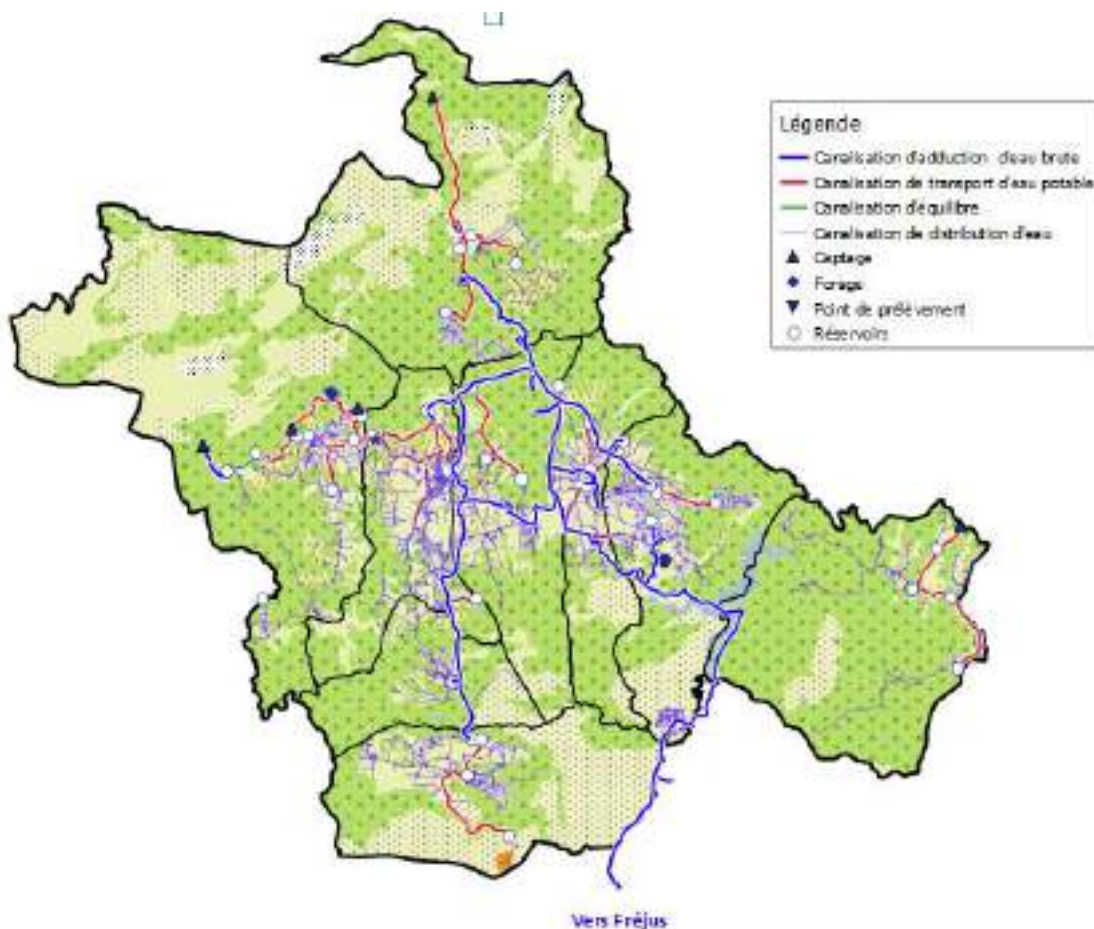 Légende
Canalisation d'adduction d'eau brute
Canalisation de transport d'eau potable
Canalisation d'équilibre
Canalisation de distribution d'eau
Captage
Forage
Point de prélèvement
Réservoirs
Vers Fréjus